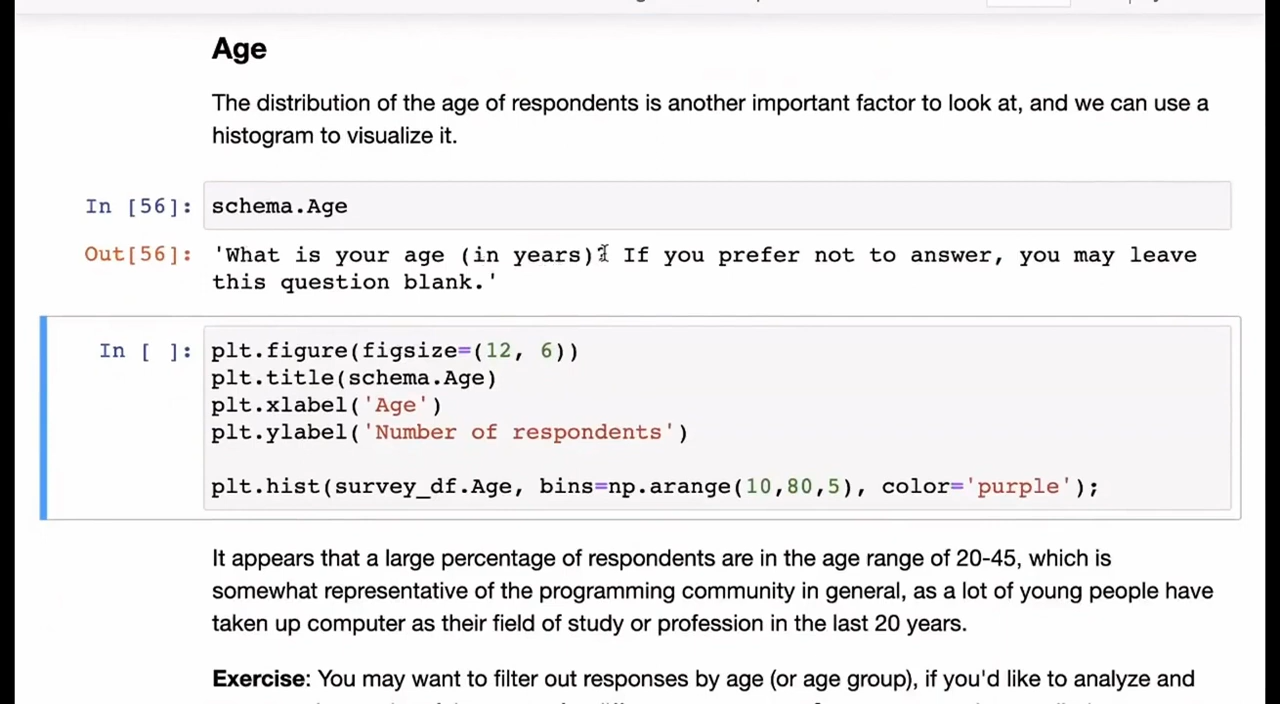 Age
The distribution of the age of respondents is another important factor to look at, and we can use a
histogram to visualize it.
In [56]: schema.Age
Out[56]: 'What is your age (in years)? If you prefer not to answer, you may leave
this question blank.'
In [ ]: plt.figure(figsize=(12, 6))
plt.title(schema.Age)
plt.xlabel('Age')
plt.ylabel('Number of respondents')
plt.hist(survey_df.Age, bins=np.arange(10,80,5), color='purple');
It appears that a large percentage of respondents are in the age range of 20-45, which is
somewhat representative of the programming community in general, as a lot of young people have
taken up computer as their field of study or profession in the last 20 years.
Exercise: You may want to filter out responses by age (or age group), if you'd like to analyze and